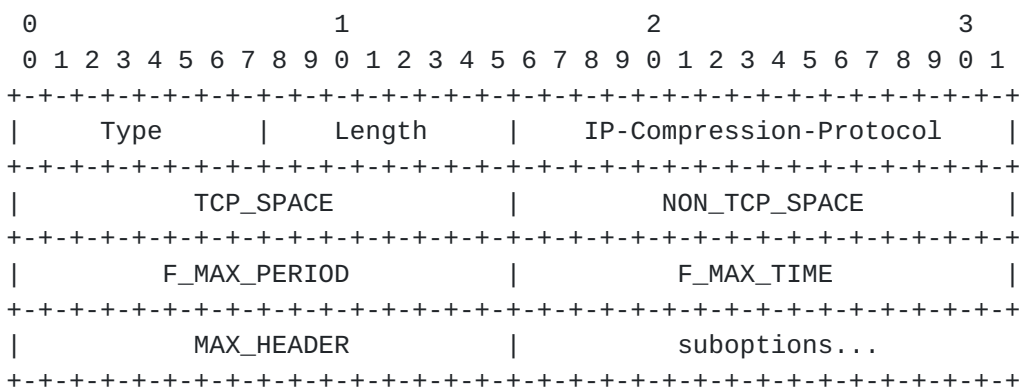 0                   1                   2                   3
 0 1 2 3 4 5 6 7 8 9 0 1 2 3 4 5 6 7 8 9 0 1 2 3 4 5 6 7 8 9 0 1
+-+-+-+-+-+-+-+-+-+-+-+-+-+-+-+-+-+-+-+-+-+-+-+-+-+-+-+-+-+-+-+-+
|     Type      |    Length     |    IP-Compression-Protocol    |
+-+-+-+-+-+-+-+-+-+-+-+-+-+-+-+-+-+-+-+-+-+-+-+-+-+-+-+-+-+-+-+-+
|           TCP_SPACE           |         NON_TCP_SPACE         |
+-+-+-+-+-+-+-+-+-+-+-+-+-+-+-+-+-+-+-+-+-+-+-+-+-+-+-+-+-+-+-+-+
|         F_MAX_PERIOD          |          F_MAX_TIME           |
+-+-+-+-+-+-+-+-+-+-+-+-+-+-+-+-+-+-+-+-+-+-+-+-+-+-+-+-+-+-+-+-+
|           MAX_HEADER          |          suboptions...
+-+-+-+-+-+-+-+-+-+-+-+-+-+-+-+-+-+-+-+-+-+-+-+-+-+-+-+-+-+-+-+-+